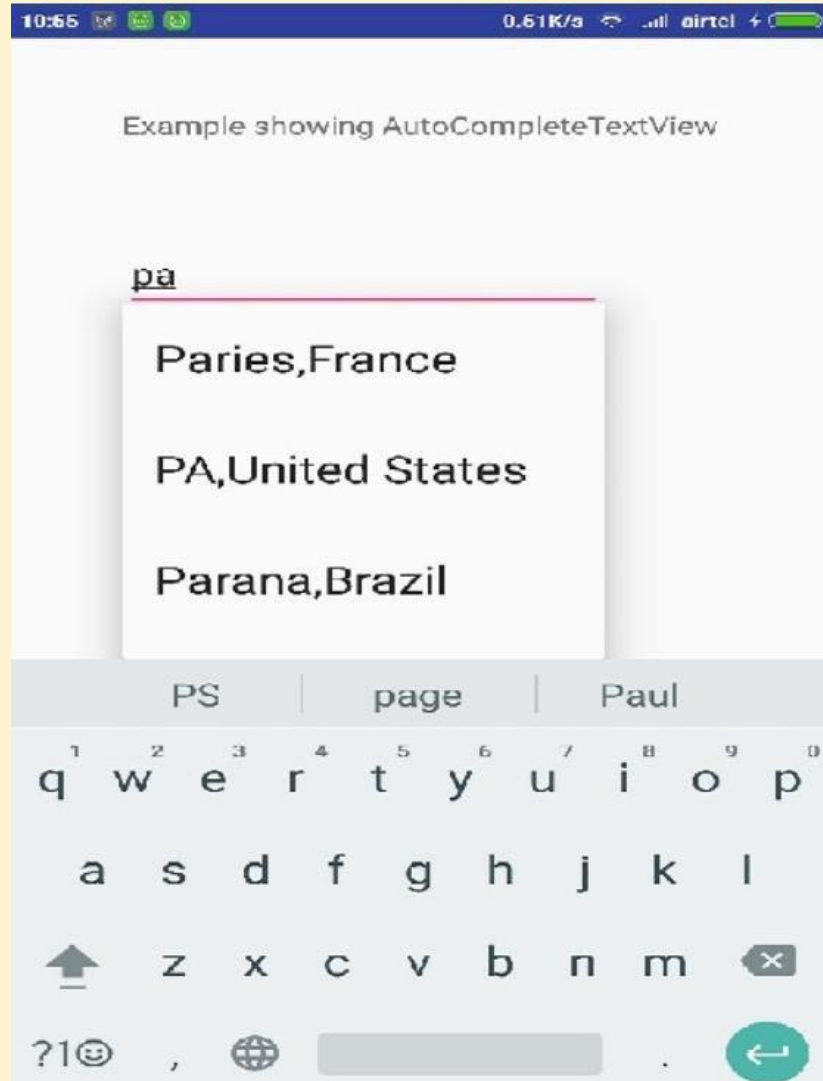 10:55 0.61K/s airtel
Example showing AutoCompleteTextView
pa
Paries,France
PA,United States
Parana,Brazil
PS page Paul
1 2 3 4 5 6 7 8 9 0
q w e r t y u i o p
a s d f g h j k l
z x c v b n m
?1☺ , .